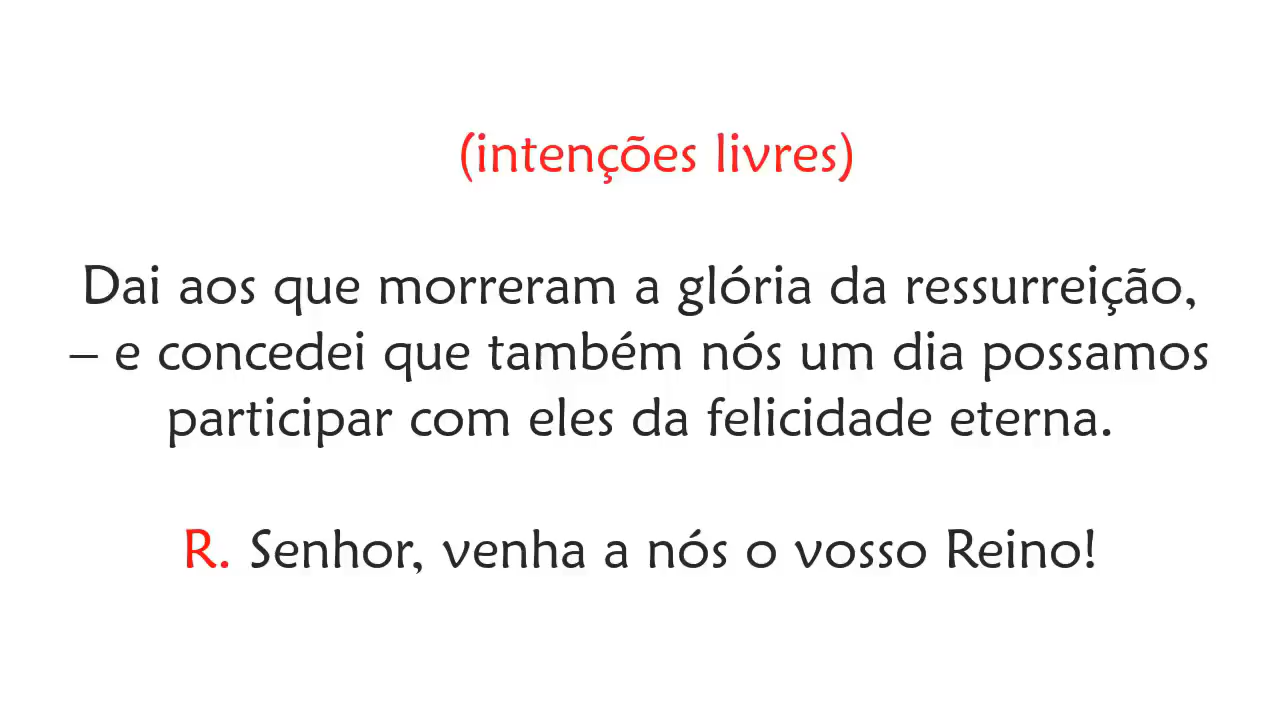 (intenções livres)
Dai aos que morreram a glória da ressurreição,
– e concedei que também nós um dia possamos
participar com eles da felicidade eterna.
R. Senhor, venha a nós o vosso Reino!